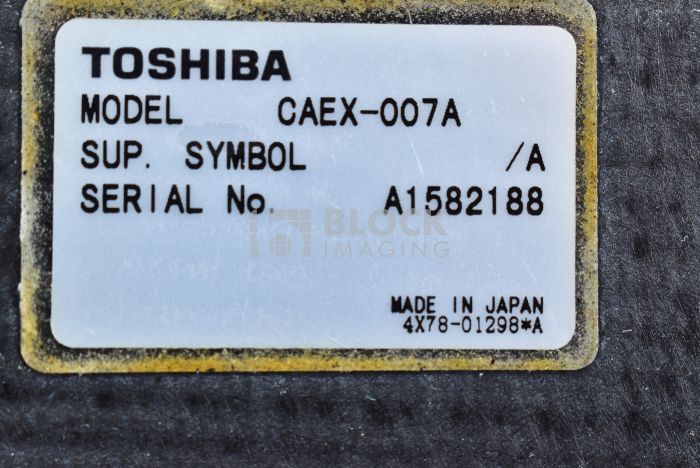 TOSHIBA
MODEL CAEX-007A
SUP. SYMBOL /A
SERIAL No. A1582188
BLOCK
IMAGING
MADE IN JAPAN
4X78-01298*A